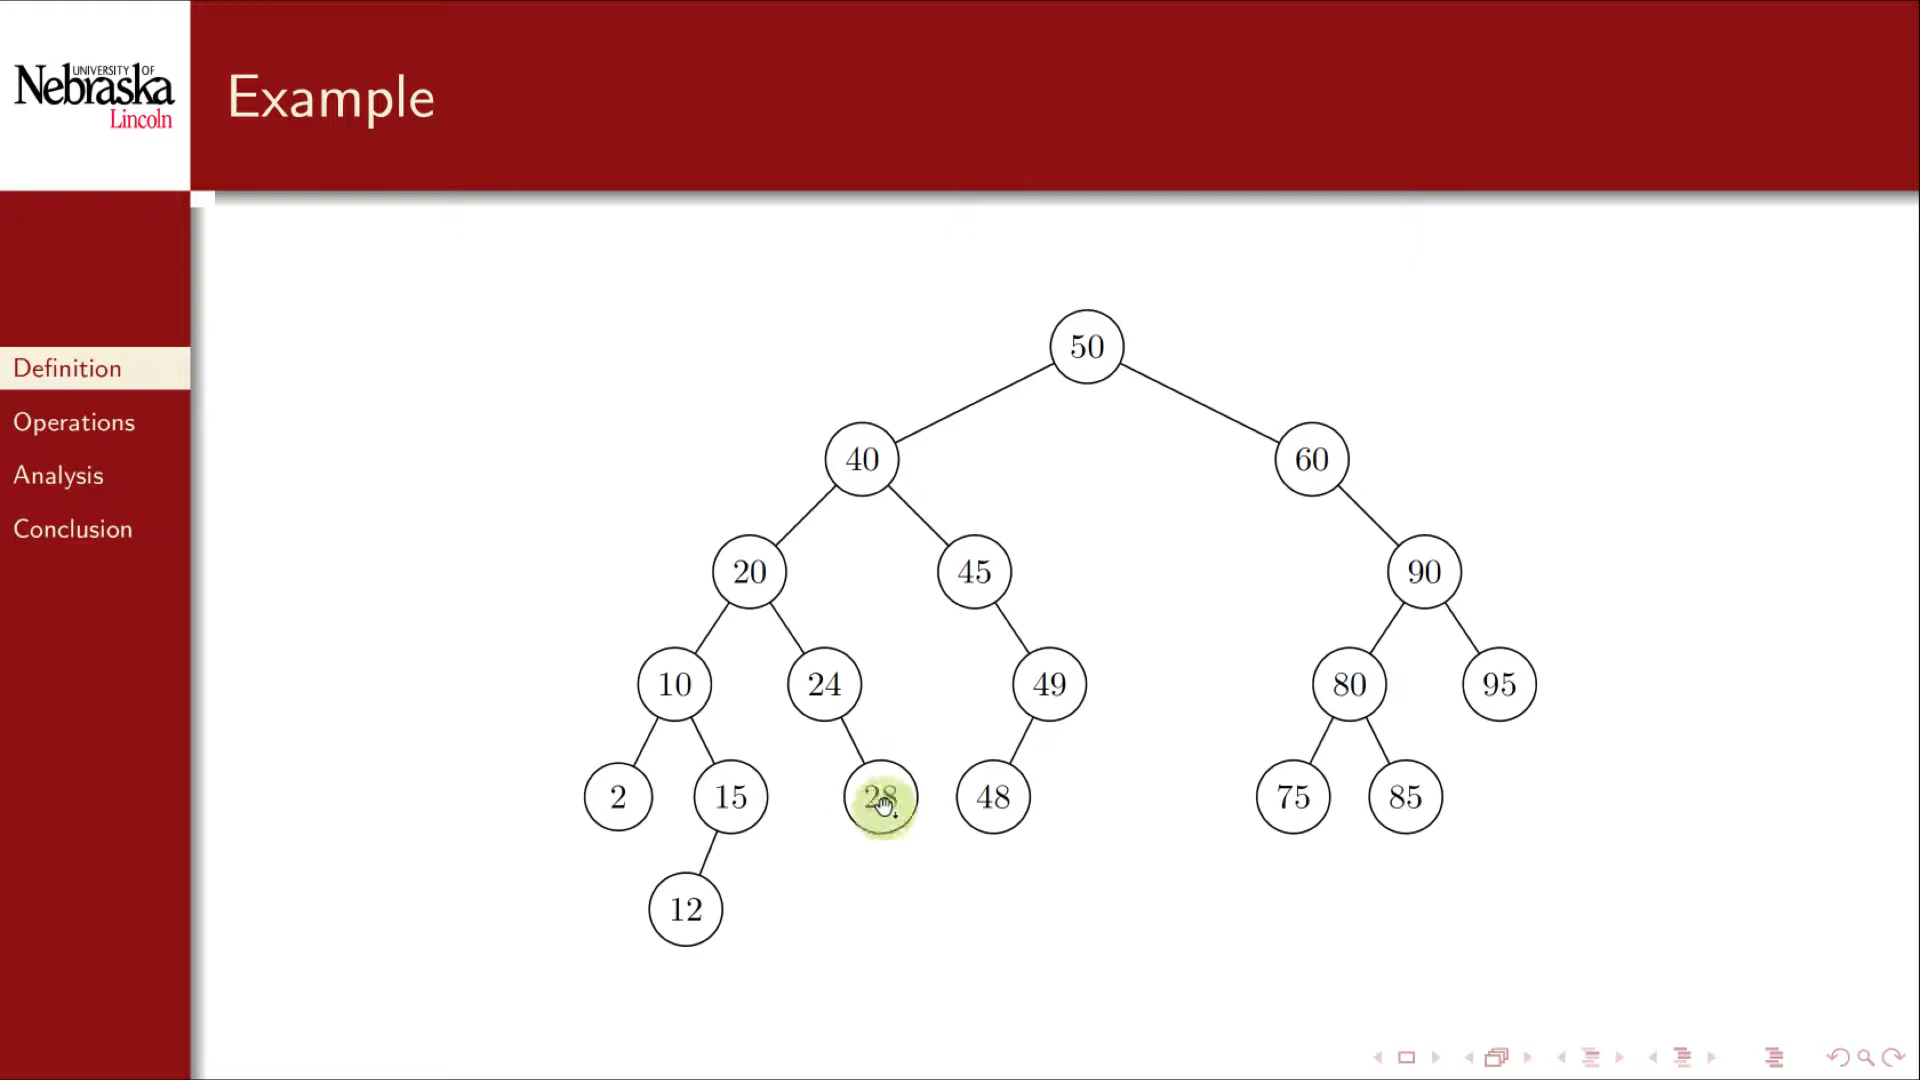 UNIVERSITY OF
Nebraska
Lincoln
Example
Definition
Operations
Analysis
Conclusion
50
40 60
20 45 90
10 24 49 80 95
2 15 28 48 75 85
12